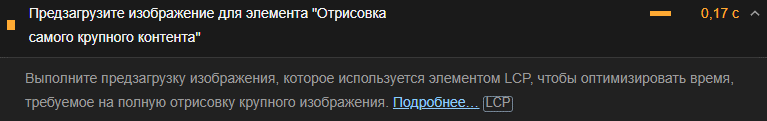 Предзагрузите изображение для элемента "Отрисовка
самого крупного контента"
0,17 с
Выполните предзагрузку изображения, которое используется элементом LCP, чтобы оптимизировать время,
требуемое на полную отрисовку крупного изображения. Подробнее… LCP